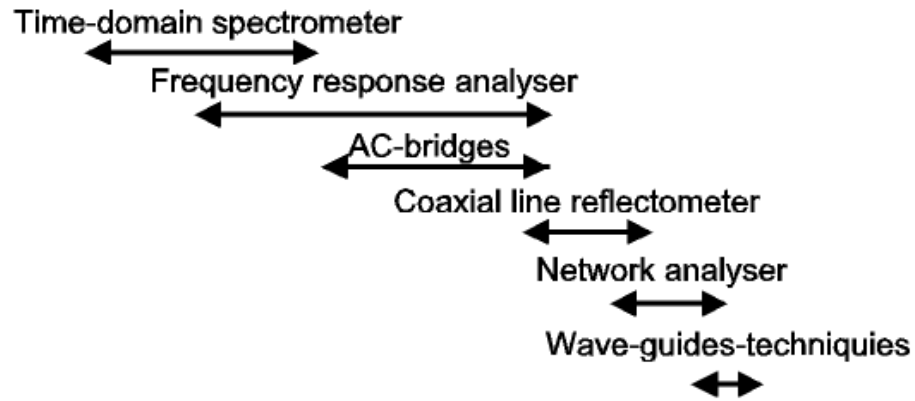 Time-domain spectrometer
Frequency response analyser
AC-bridges
Coaxial line reflectometer
Network analyser
Wave-guides-techniquies